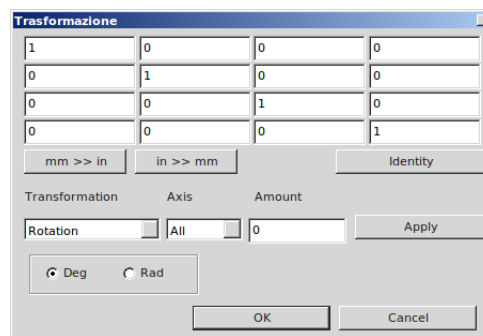 Trasformazione
1 0 0 0
0 1 0 0
0 0 1 0
0 0 0 1
mm >> in in >> mm Identity
Transformation Axis Amount
Rotation All 0 Apply
Deg Rad
OK Cancel